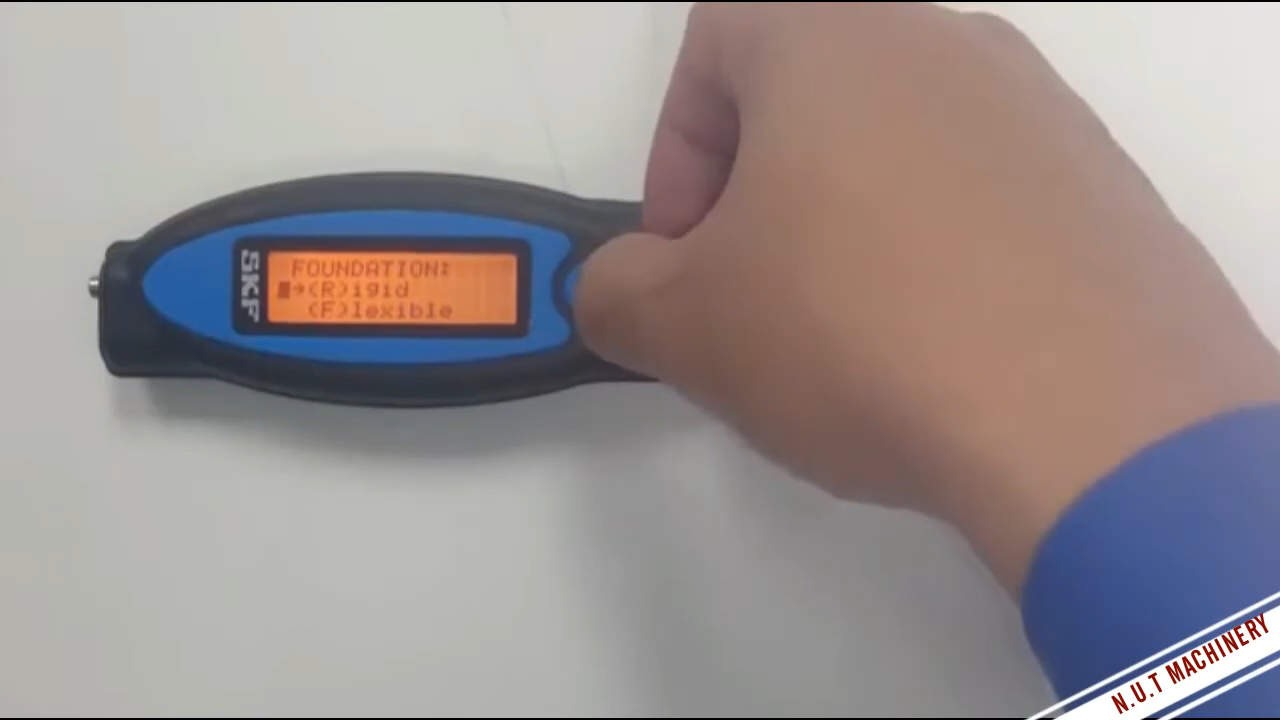 SKF
FOUNDATION:
→(R)igid
(F)lexible
N.U.T MACHINERY